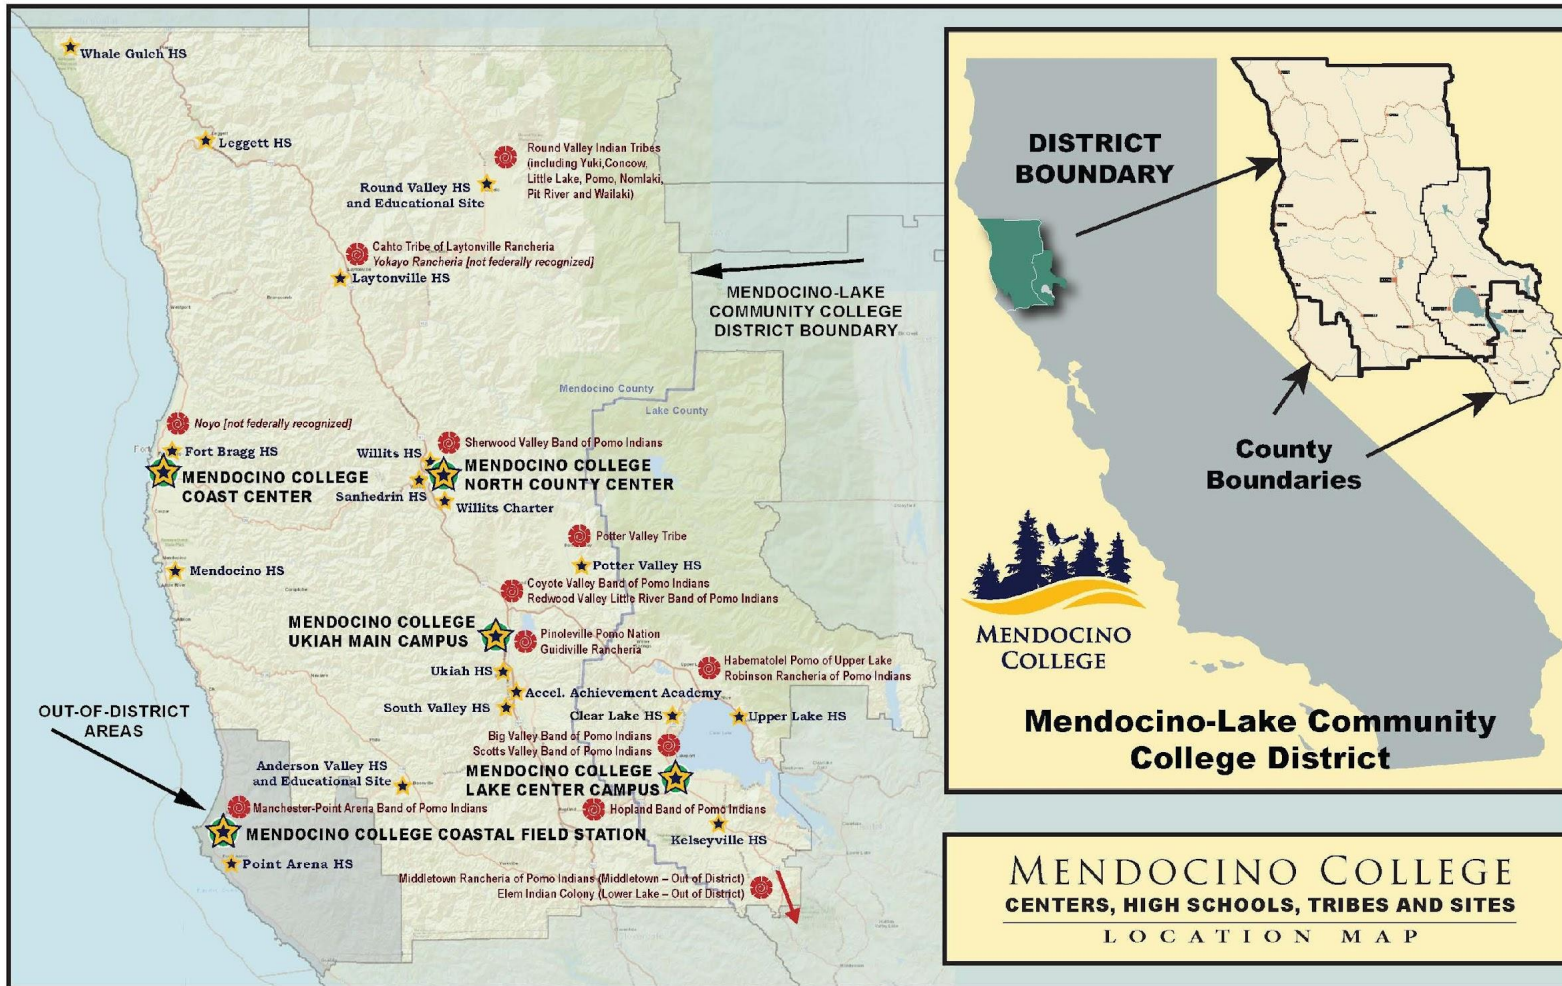 Whale Gulch HS
Leggett HS
Round Valley Indian Tribes
(including Yuki,Concow,
Little Lake, Pomo, Nomlaki,
Pit River and Wailaki)
Round Valley HS
and Educational Site
Cahto Tribe of Laytonville Rancheria
Yokayo Rancheria [not federally recognized]
Laytonville HS
MENDOCINO-LAKE
COMMUNITY COLLEGE
DISTRICT BOUNDARY
Mendocino County
Lake County
Noyo [not federally recognized]
Fort
Fort Bragg HS
MENDOCINO COLLEGE
COAST CENTER
Sherwood Valley Band of Pomo Indians
Willits HS
MENDOCINO COLLEGE
NORTH COUNTY CENTER
Sanhedrin HS
Willits Charter
Potter Valley Tribe
Potter Valley HS
Mendocino HS
Coyote Valley Band of Pomo Indians
Redwood Valley Little River Band of Pomo Indians
MENDOCINO COLLEGE
UKIAH MAIN CAMPUS
Pinoleville Pomo Nation
Guidiville Rancheria
Ukiah HS
Habematolel Pomo of Upper Lake
Robinson Rancheria of Pomo Indians
Accel. Achievement Academy
South Valley HS
Clear Lake HS
Upper Lake HS
OUT-OF-DISTRICT
AREAS
Big Valley Band of Pomo Indians
Scotts Valley Band of Pomo Indians
MENDOCINO COLLEGE
LAKE CENTER CAMPUS
Anderson Valley HS
and Educational Site
Manchester-Point Arena Band of Pomo Indians
Hopland Band of Pomo Indians
MENDOCINO COLLEGE COASTAL FIELD STATION
Kelseyville HS
Point Arena HS
Middletown Rancheria of Pomo Indians (Middletown – Out of District)
Elem Indian Colony (Lower Lake – Out of District)
DISTRICT
BOUNDARY
County
Boundaries
MENDOCINO
COLLEGE
Mendocino-Lake Community
College District
MENDOCINO COLLEGE
CENTERS, HIGH SCHOOLS, TRIBES AND SITES
LOCATION MAP